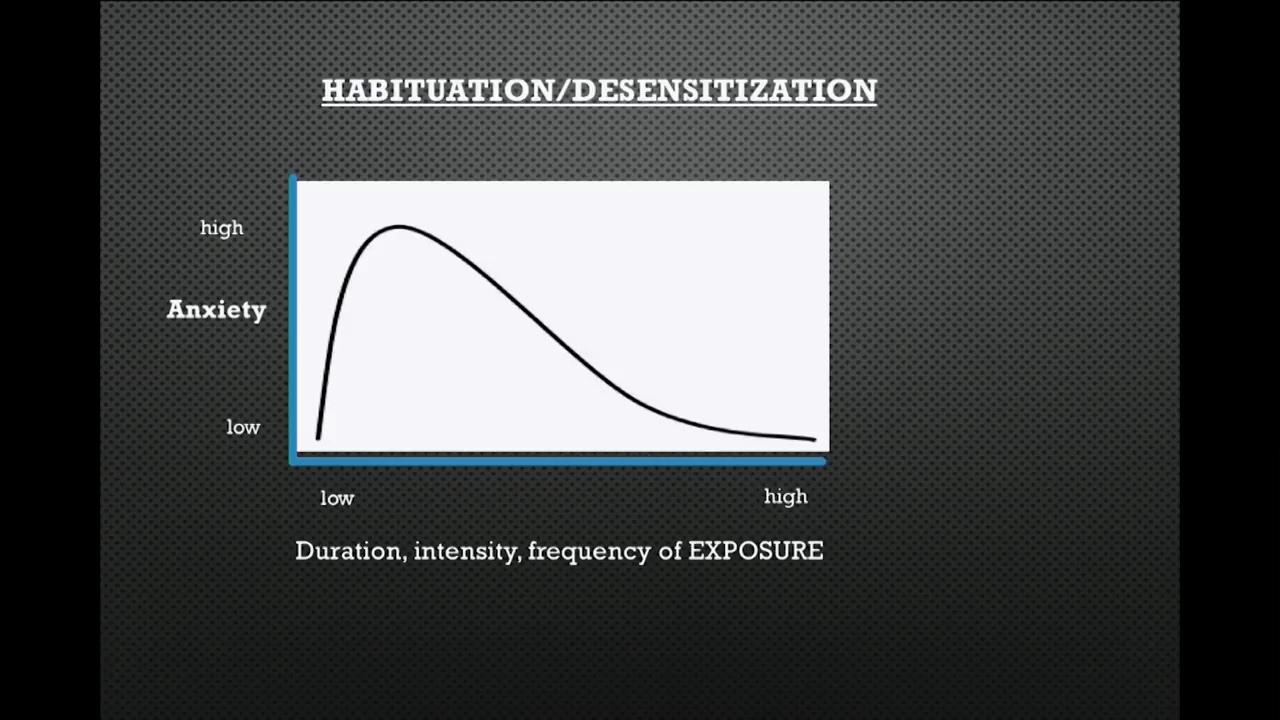 HABITUATION/DESENSITIZATION
high
Anxiety
low
low
high
Duration, intensity, frequency of EXPOSURE